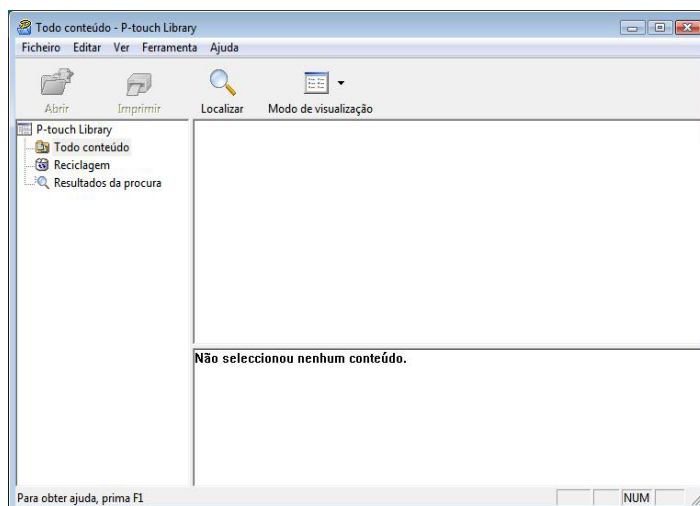 Todo conteúdo - P-touch Library
Ficheiro Editar Ver Ferramenta Ajuda
Abrir Imprimir Localizar Modo de visualização
P-touch Library
Todo conteúdo
Reciclagem
Resultados da procura
Não seleccionou nenhum conteúdo.
Para obter ajuda, prima F1 NUM